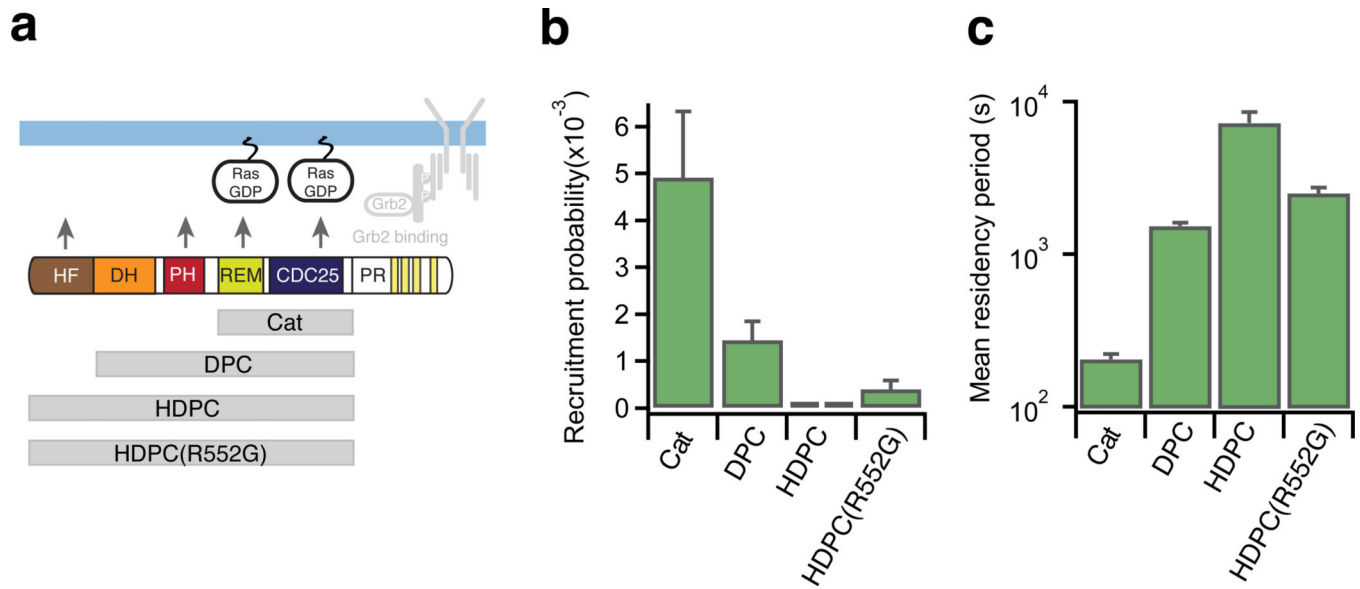 a
Ras
GDP
Ras
GDP
P
P
Grb2
Grb2 binding
HF
DH
PH
REM
CDC25
PR
Cat
DPC
HDPC
HDPC(R552G)
b
Recruitment probability(x10⁻³)
6
5
4
3
2
1
0
Cat
DPC
HDPC
HDPC(R552G)
c
Mean residency period (s)
10⁴
10³
10²
Cat
DPC
HDPC
HDPC(R552G)